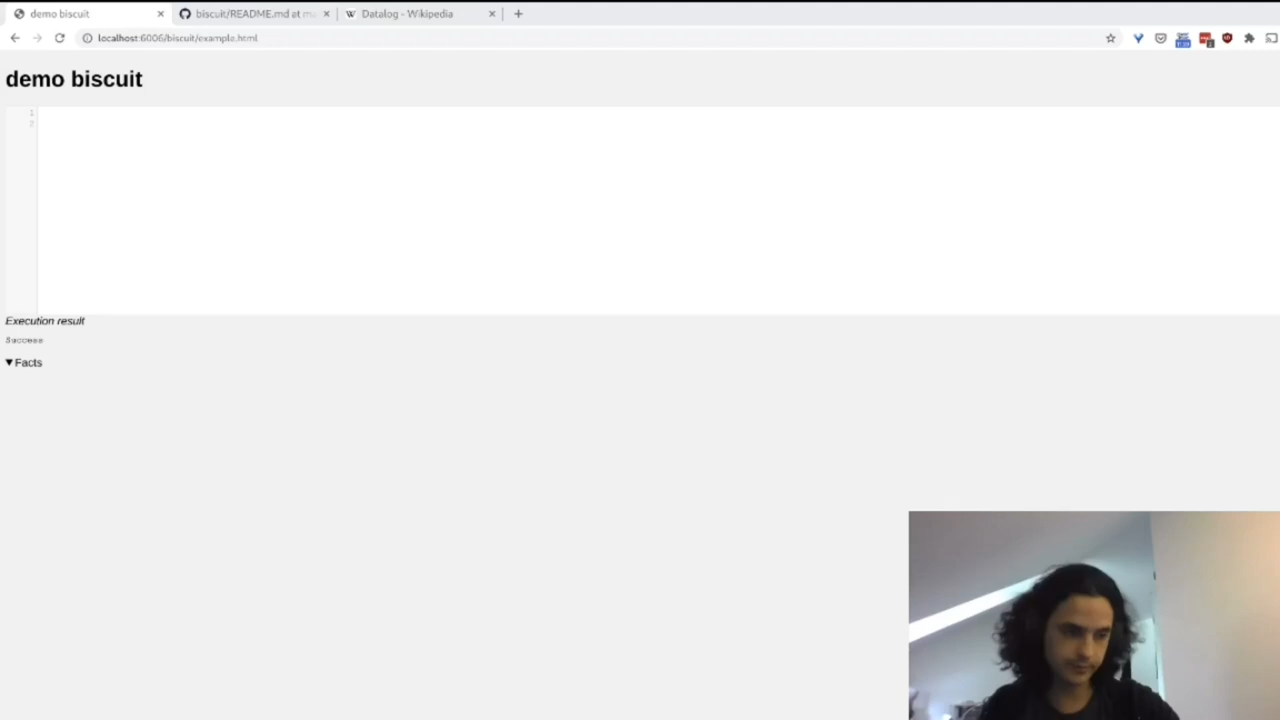 demo biscuit
biscuit/README.md at m
Datalog - Wikipedia
localhost:6006/biscuit/example.html
demo biscuit
1
2
Execution result
Success
▼Facts